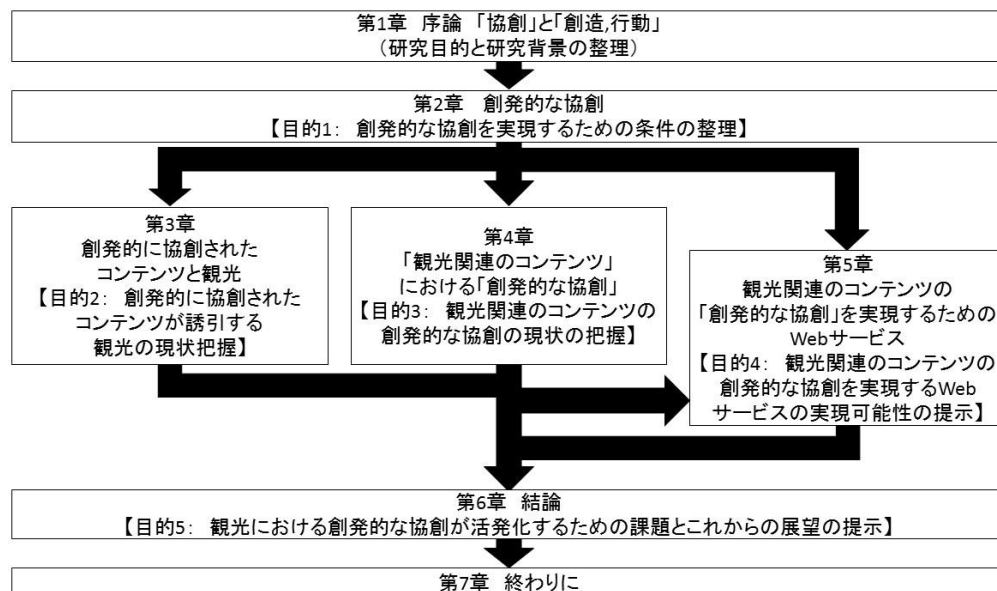 第1章 序論 「協創」と「創造,行動」
(研究目的と研究背景の整理)
第2章 創発的な協創
【目的1: 創発的な協創を実現するための条件の整理】
第3章
創発的に協創された
コンテンツと観光
【目的2: 創発的に協創された
コンテンツが誘引する
観光の現状把握】
第4章
「観光関連のコンテンツ」
における「創発的な協創」
【目的3: 観光関連のコンテンツの
創発的な協創の現状の把握】
第5章
観光関連のコンテンツの
「創発的な協創」を実現するための
Webサービス
【目的4: 観光関連のコンテンツの
創発的な協創を実現するWeb
サービスの実現可能性の提示】
第6章 結論
【目的5: 観光における創発的な協創が活発化するための課題とこれからの展望の提示】
第7章 終わりに